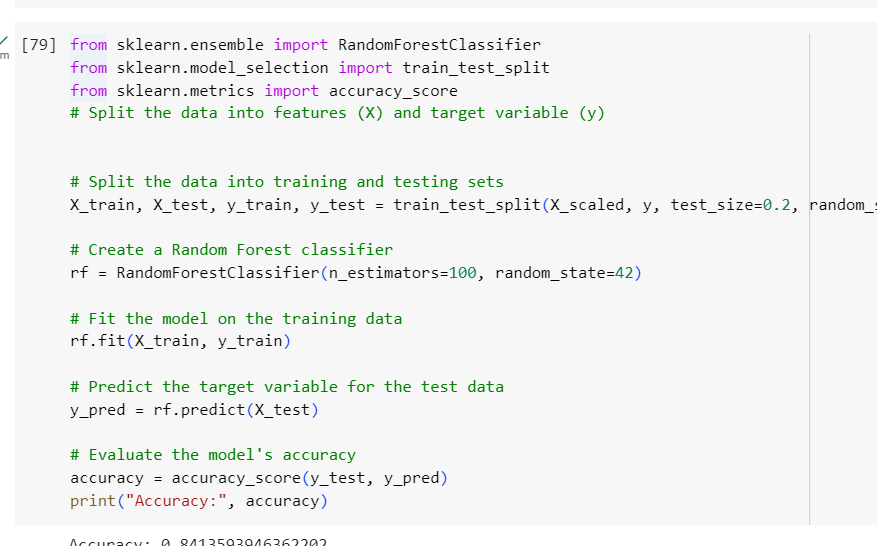 [79] from sklearn.ensemble import RandomForestClassifier
from sklearn.model_selection import train_test_split
from sklearn.metrics import accuracy_score
# Split the data into features (X) and target variable (y)
# Split the data into training and testing sets
m
X_train, X_test, y_train, y_test = train_test_split(X_scaled, y, test_size=0.2, random_s
# Create a Random Forest classifier
rf = RandomForestClassifier(n_estimators=100, random_state=42)
# Fit the model on the training data
rf.fit(X_train, y_train)
# Predict the target variable for the test data
y_pred = rf.predict(X_test)
# Evaluate the model's accuracy
accuracy = accuracy_score(y_test, y_pred)
print("Accuracy:", accuracy)
Accuracy: 0.8413593946362202